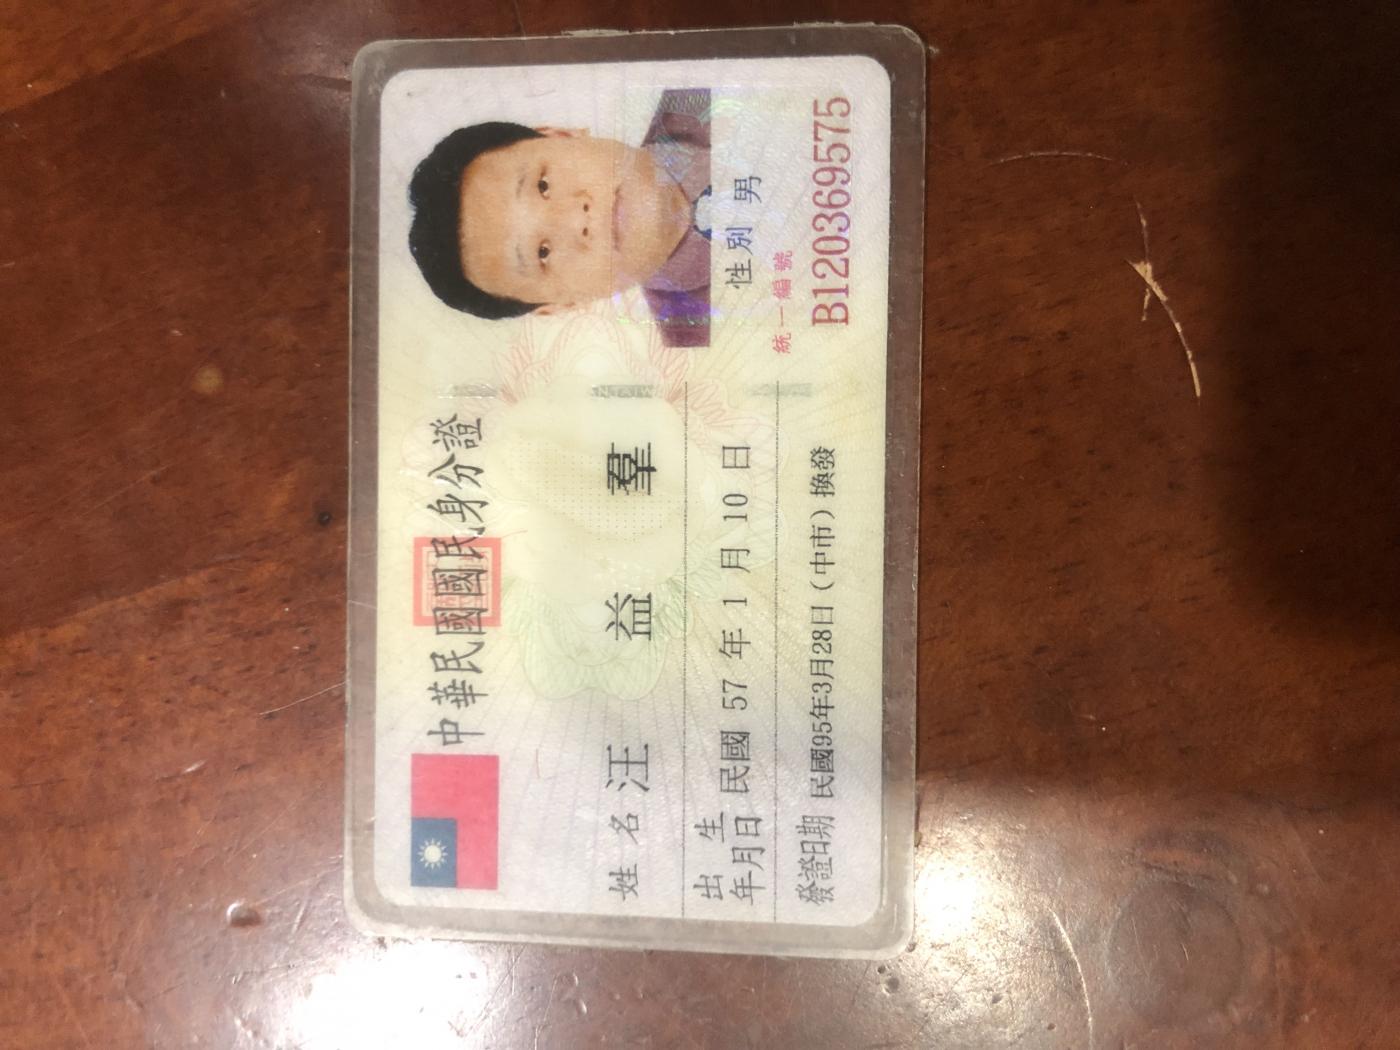 中華民國國民身分證
姓名 汪益羣
出生年月日 民國 57 年 1 月 10 日
發證日期 民國95年3月28日(中市)換發
性別 男
統一編號
B120369575